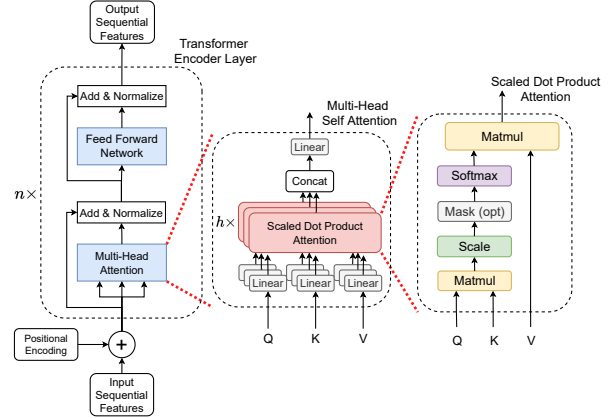 Output
Sequential
Features
Transformer
Encoder Layer
Add & Normalize
Feed Forward
Network
n×
Add & Normalize
Multi-Head
Attention
Positional
Encoding
+
Input
Sequential
Features
Multi-Head
Self Attention
Linear
Concat
h×
Scaled Dot Product
Attention
Linear
Linear
Linear
Q
K
V
Scaled Dot Product
Attention
Matmul
Softmax
Mask (opt)
Scale
Matmul
Q
K
V